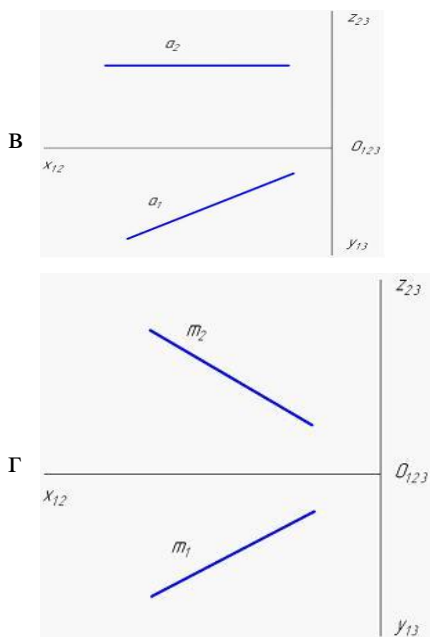 z₂₃
a₂
В
x₁₂
O₁₂₃
a₁
y₁₃
z₂₃
m₂
Г
x₁₂
O₁₂₃
m₁
y₁₃